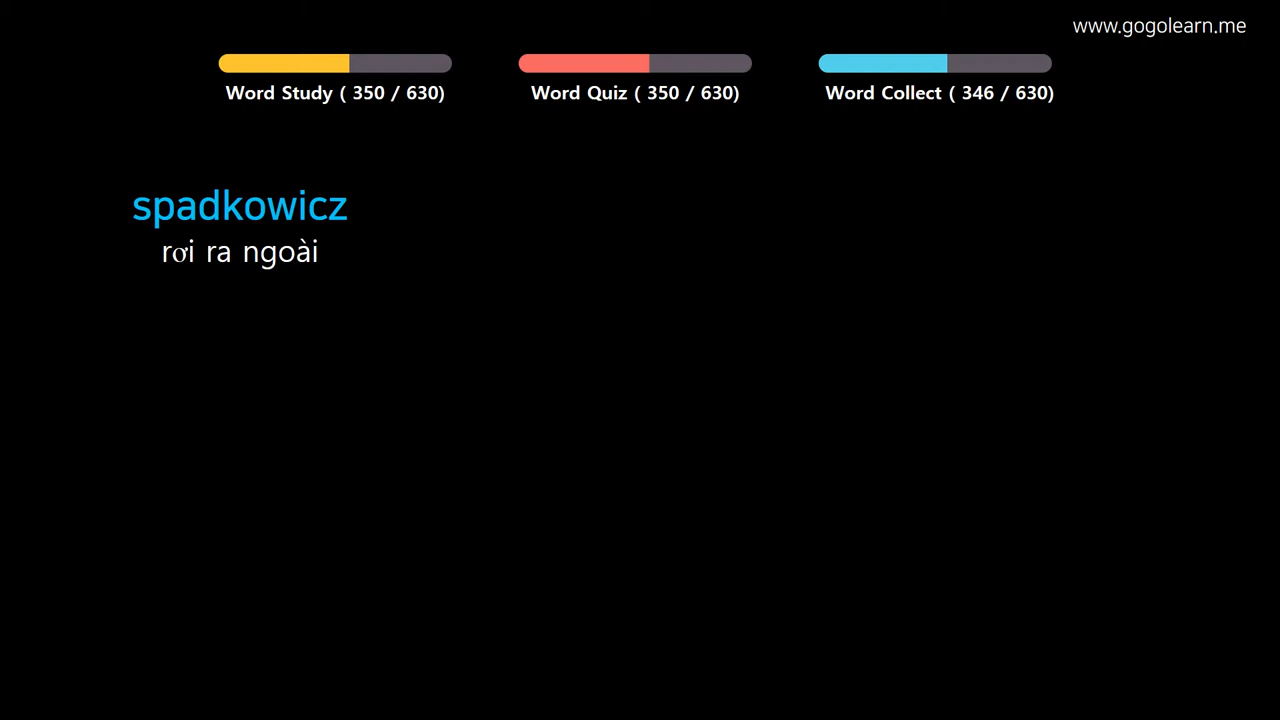 www.gogolearn.me
Word Study ( 350 / 630)
Word Quiz ( 350 / 630)
Word Collect ( 346 / 630)
spadkowicz
rơi ra ngoài